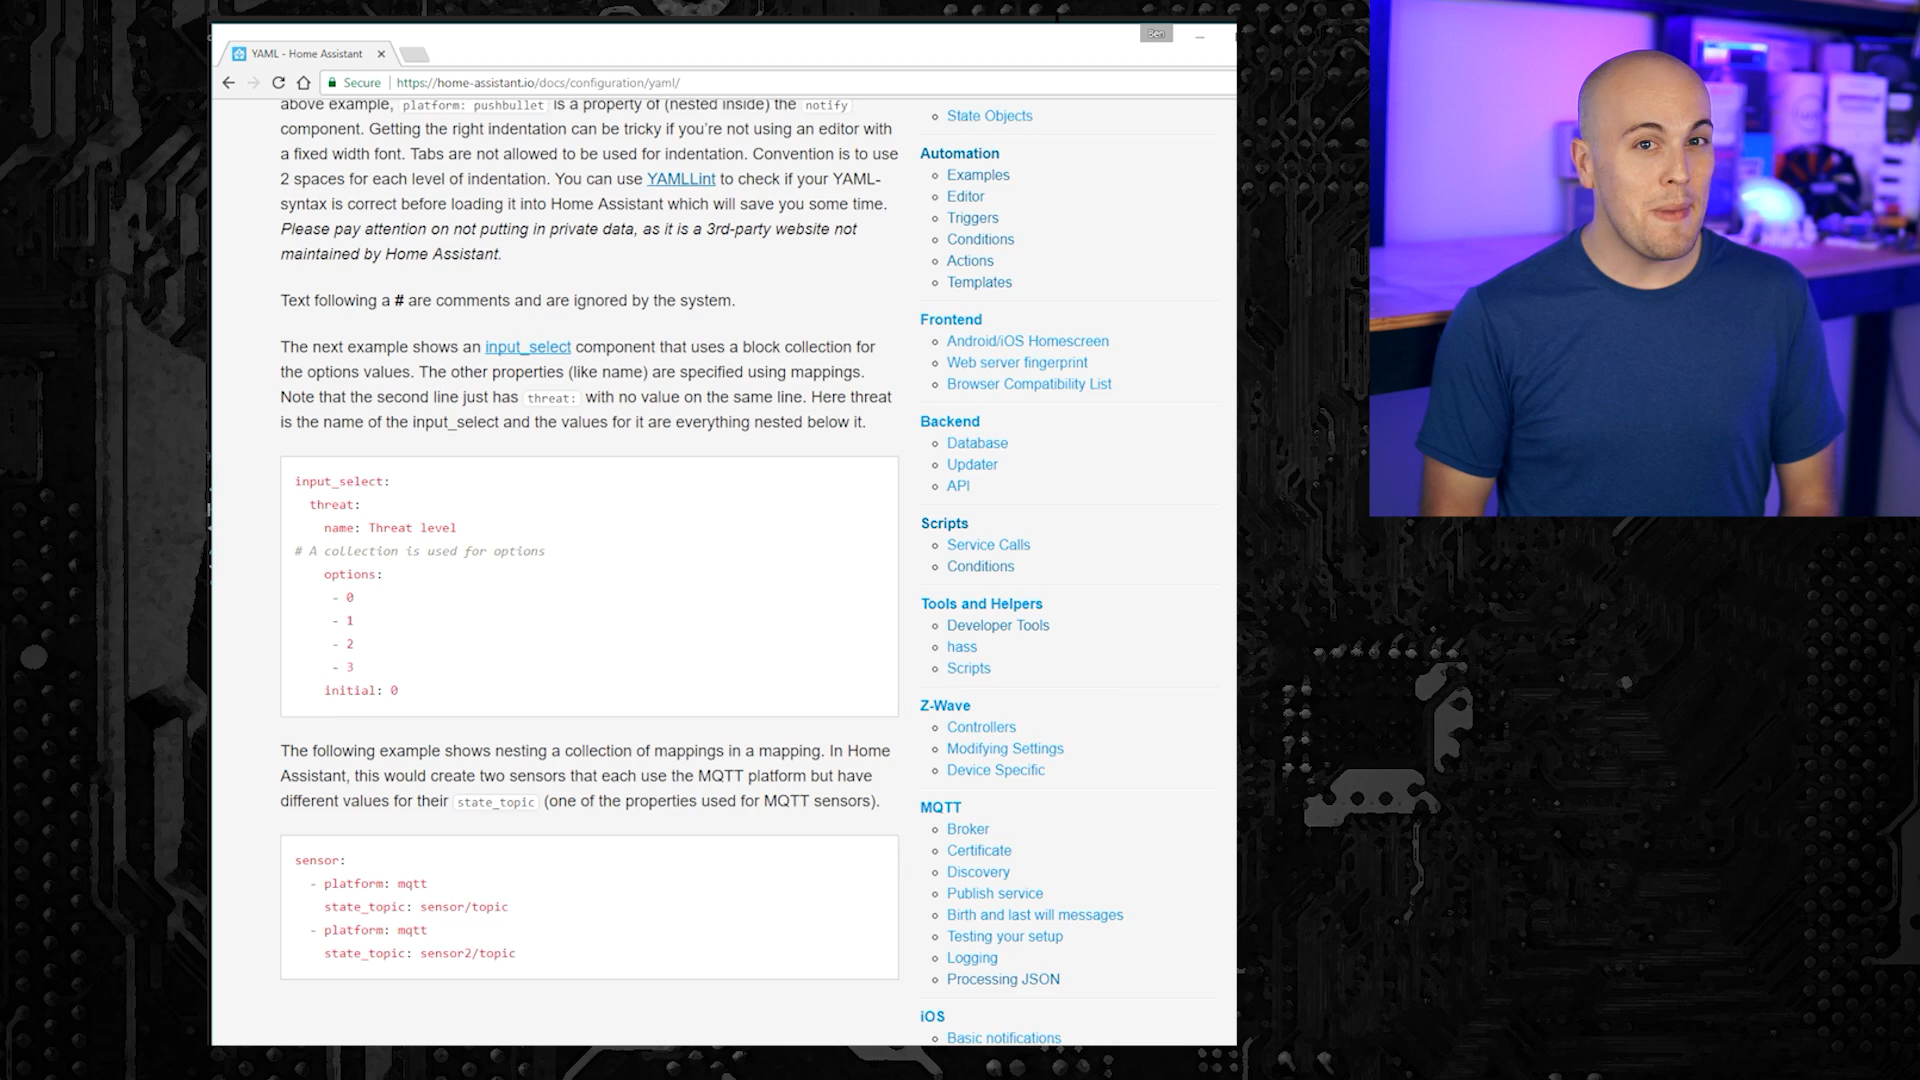 Ben
YAML - Home Assistant
Secure | https://home-assistant.io/docs/configuration/yaml/
above example, platform: pushbullet is a property of (nested inside) the notify
component. Getting the right indentation can be tricky if you’re not using an editor with
a fixed width font. Tabs are not allowed to be used for indentation. Convention is to use
2 spaces for each level of indentation. You can use YAMLLint to check if your YAML-
syntax is correct before loading it into Home Assistant which will save you some time.
Please pay attention on not putting in private data, as it is a 3rd-party website not
maintained by Home Assistant.
Text following a # are comments and are ignored by the system.
The next example shows an input_select component that uses a block collection for
the options values. The other properties (like name) are specified using mappings.
Note that the second line just has threat: with no value on the same line. Here threat
is the name of the input_select and the values for it are everything nested below it.
input_select:
threat:
name: Threat level
# A collection is used for options
options:
- 0
- 1
- 2
- 3
initial: 0
The following example shows nesting a collection of mappings in a mapping. In Home
Assistant, this would create two sensors that each use the MQTT platform but have
different values for their state_topic (one of the properties used for MQTT sensors).
sensor:
- platform: mqtt
state_topic: sensor/topic
- platform: mqtt
state_topic: sensor2/topic
State Objects
Automation
Examples
Editor
Triggers
Conditions
Actions
Templates
Frontend
Android/iOS Homescreen
Web server fingerprint
Browser Compatibility List
Backend
Database
Updater
API
Scripts
Service Calls
Conditions
Tools and Helpers
Developer Tools
hass
Scripts
Z-Wave
Controllers
Modifying Settings
Device Specific
MQTT
Broker
Certificate
Discovery
Publish service
Birth and last will messages
Testing your setup
Logging
Processing JSON
iOS
Basic notifications